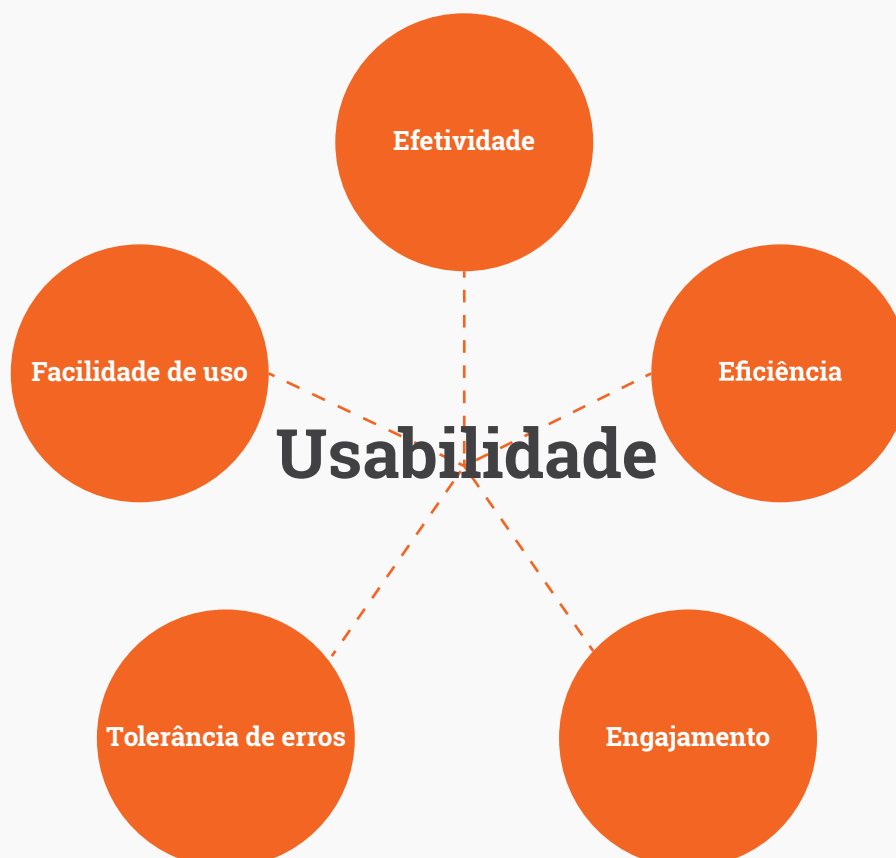 Efetividade
Facilidade de uso
Eficiência
Usabilidade
Tolerância de erros
Engajamento